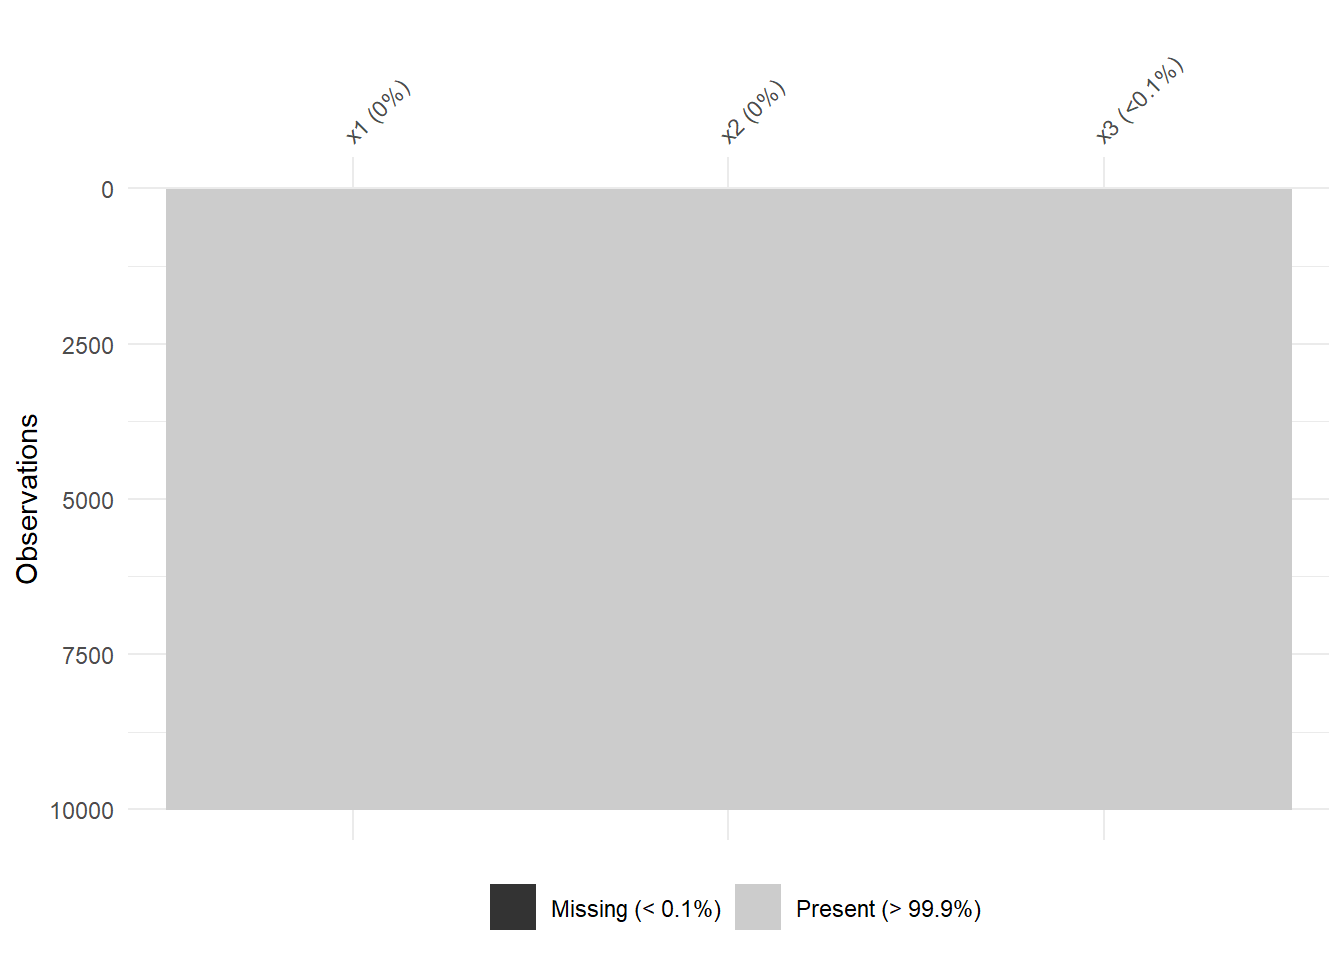 x1 (0%)
x2 (0%)
x3 (<0.1%)
0
2500
5000
7500
10000
Observations
Missing (< 0.1%)
Present (> 99.9%)